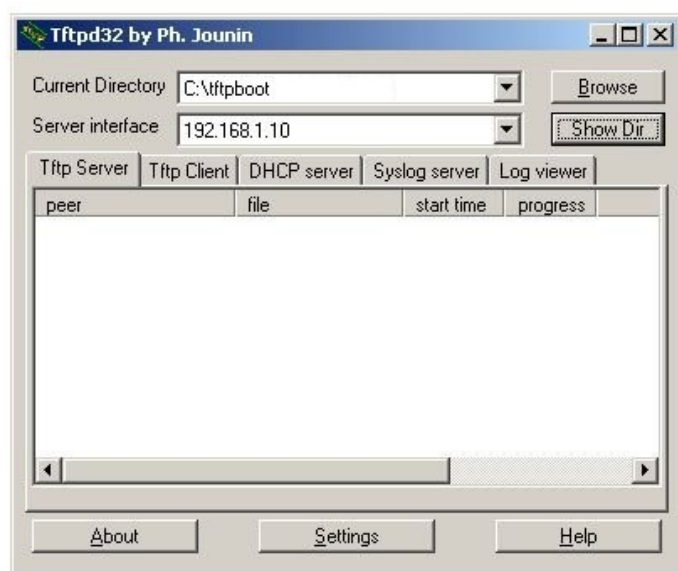 Tftpd32 by Ph. Jounin
Current Directory C:\tftpboot Browse
Server interface 192.168.1.10 Show Dir
Tftp Server Tftp Client DHCP server Syslog server Log viewer
peer file start time progress
About Settings Help